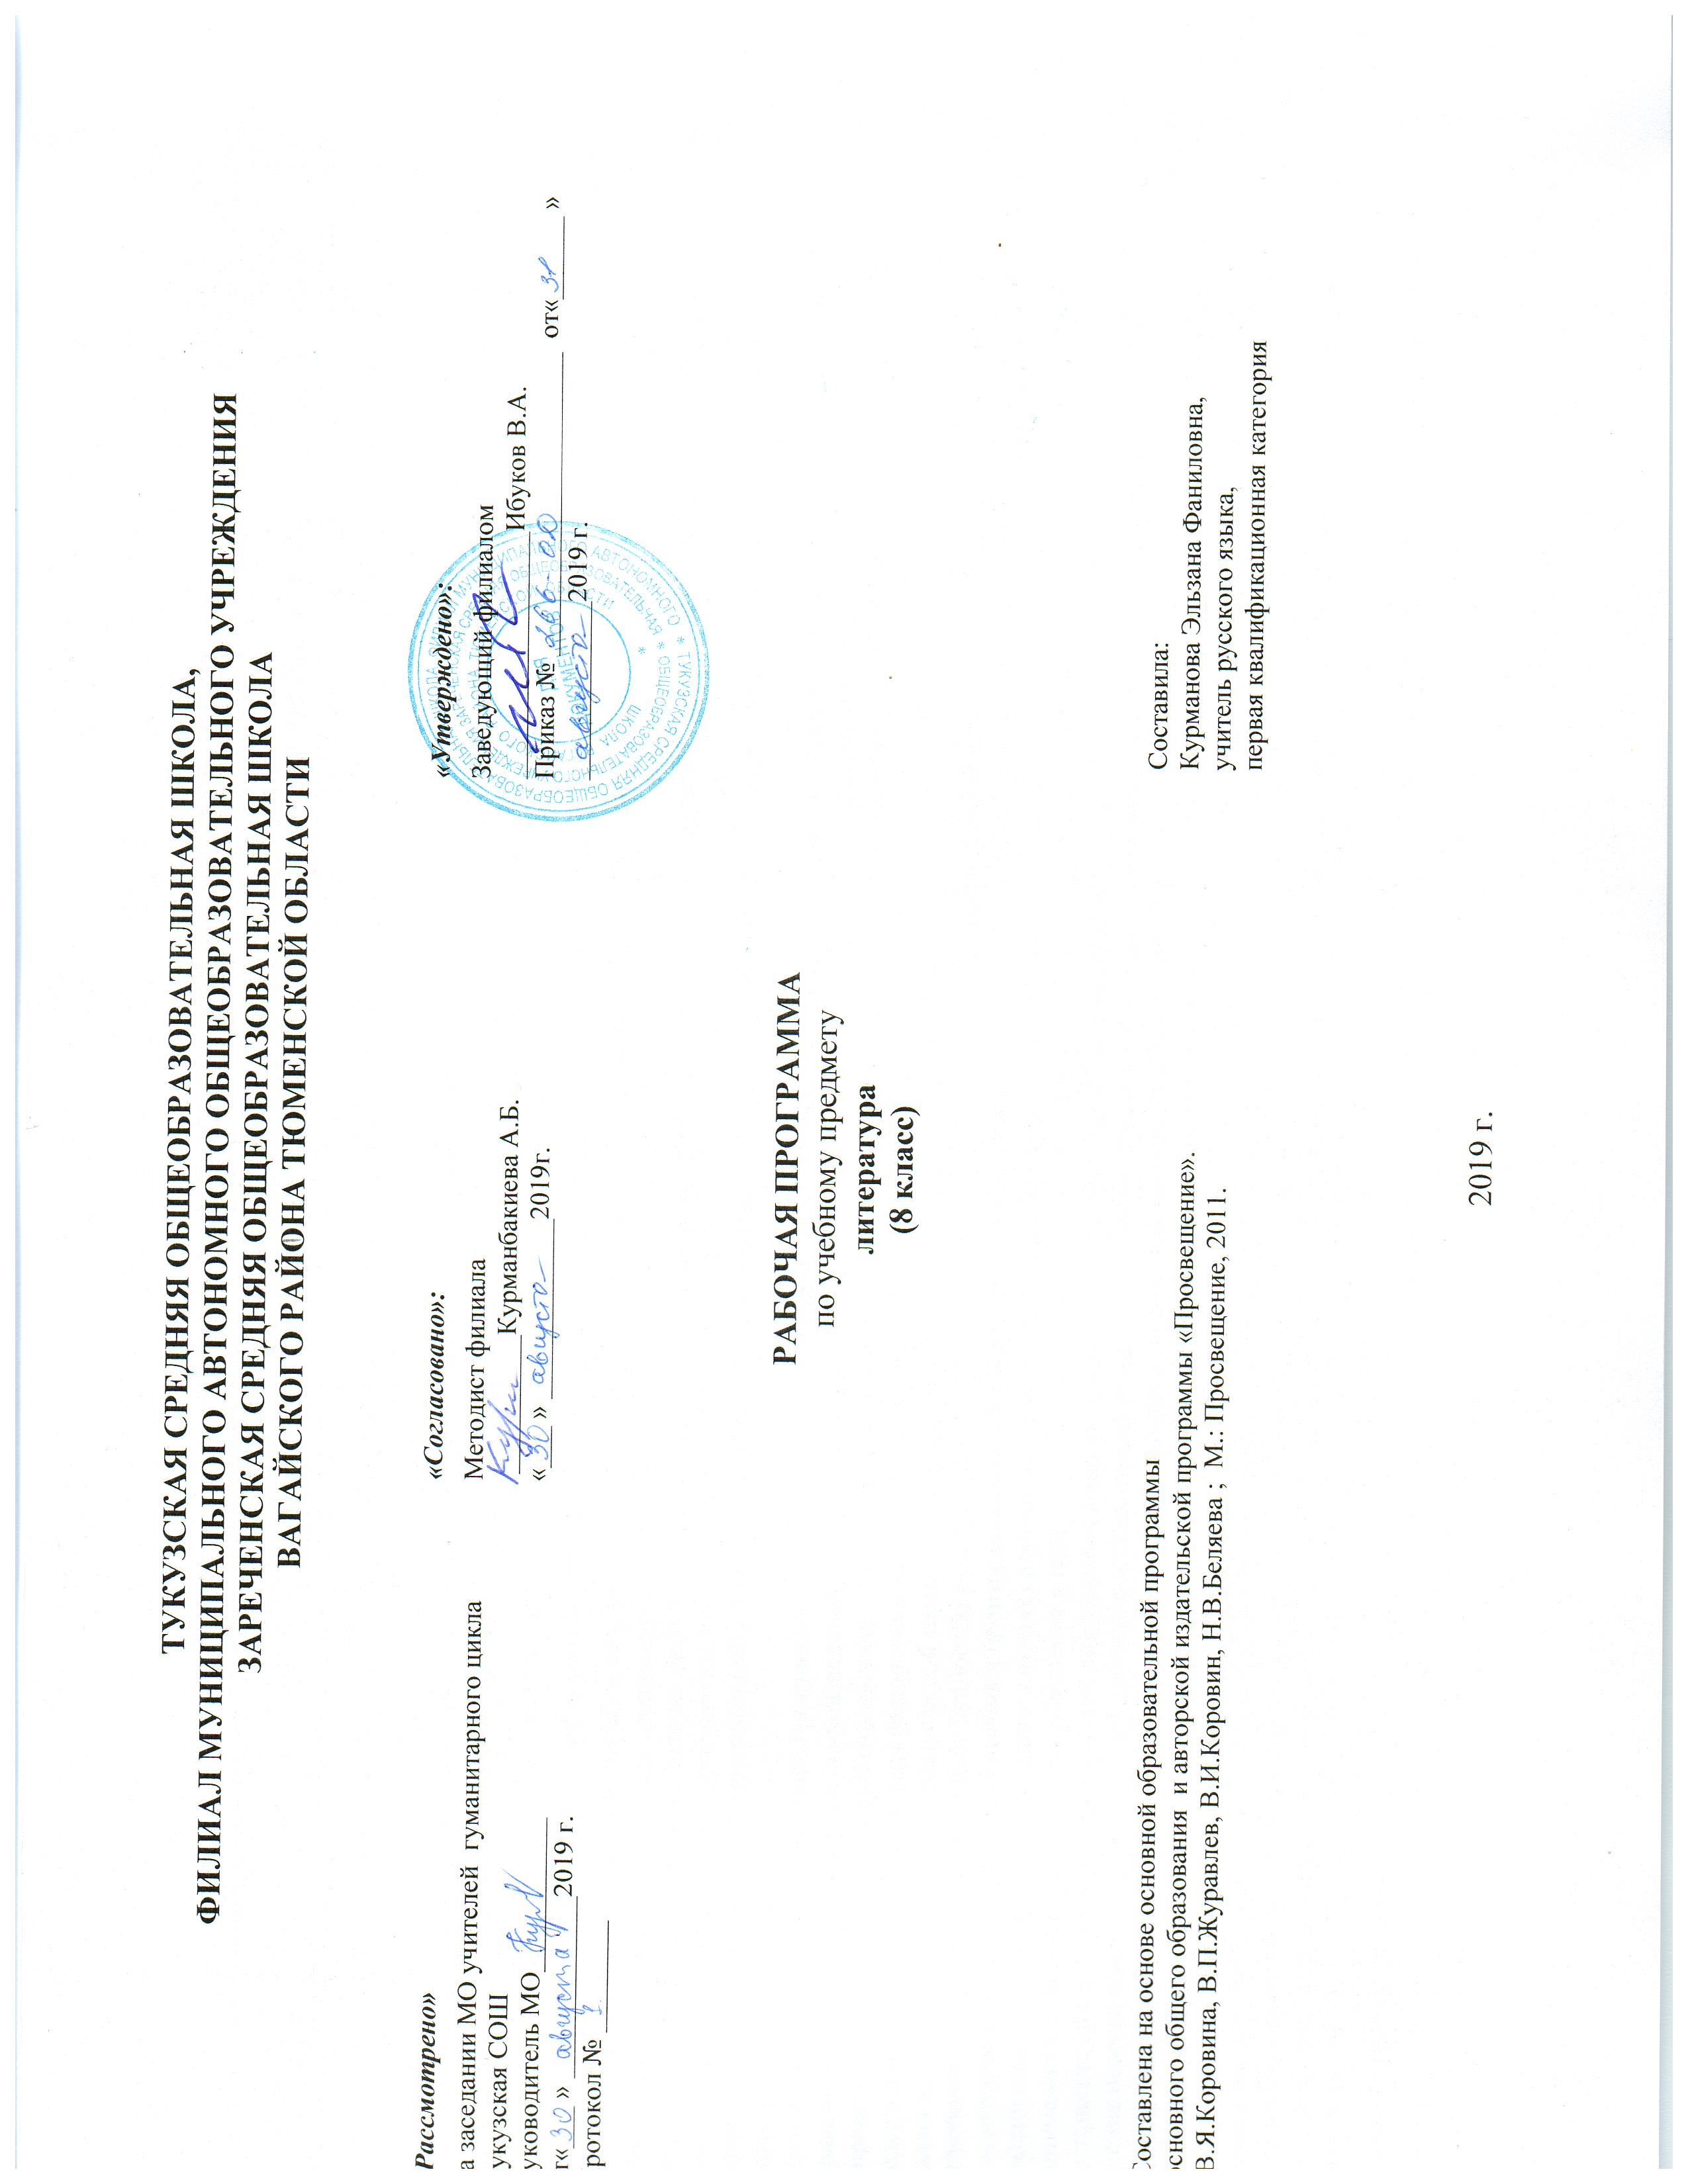 ТУКУЗСКАЯ СРЕДНЯЯ ОБЩЕОБРАЗОВАТЕЛЬНАЯ ШКОЛА,
ФИЛИАЛ МУНИЦИПАЛЬНОГО АВТОНОМНОГО ОБЩЕОБРАЗОВАТЕЛЬНОГО УЧРЕЖДЕНИЯ
ЗАРЕЧЕНСКАЯ СРЕДНЯЯ ОБЩЕОБРАЗОВАТЕЛЬНАЯ ШКОЛА
ВАГАЙСКОГО РАЙОНА ТЮМЕНСКОЙ ОБЛАСТИ
Рассмотрено»
а заседании МО учителей гуманитарного цикла
укузская СОШ
уководитель МО
т« 30 » августа 2019 г.
ротокол № 1
«Согласовано»:
Методист филиала
Курманбакиева А.Б.
« 30 » августа 2019г.
«Утверждено»:
Заведующий филиалом
Ибуков В.А.
Приказ № от« 31 »
августа 2019 г.
РАБОЧАЯ ПРОГРАММА
по учебному предмету
литература
(8 класс)
Составлена на основе основной образовательной программы
основного общего образования и авторской издательской программы «Просвещение».
В.Я.Коровина, В.П.Журавлев, В.И.Коровин, Н.В.Беляева ; М.: Просвещение, 2011.
Составила:
Курманова Эльзана Фаниловна,
учитель русского языка,
первая квалификационная категория
2019 г.